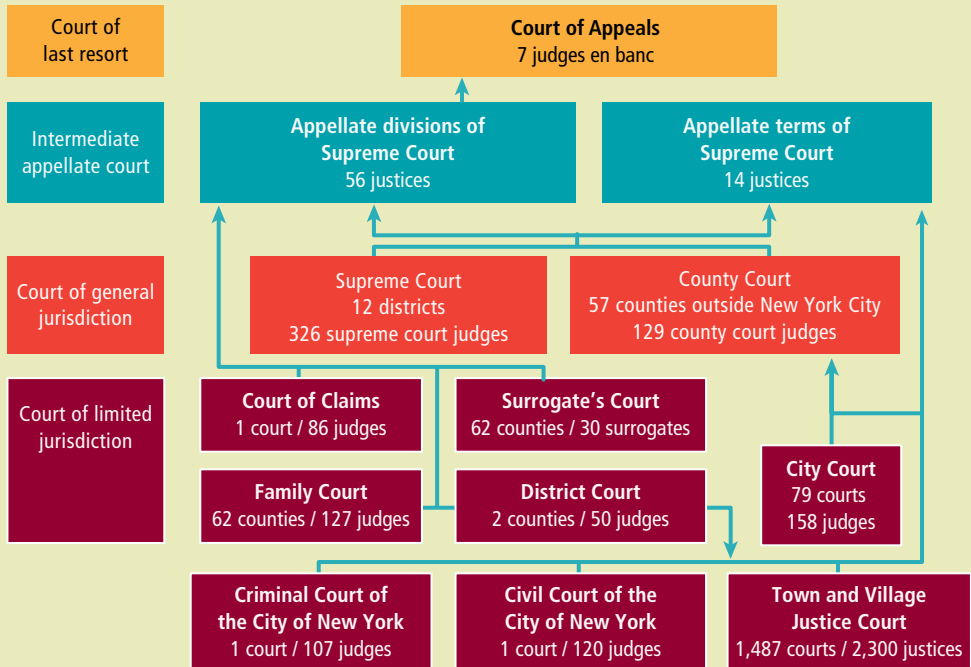 Court of
last resort
Court of Appeals
7 judges en banc
Intermediate
appellate court
Appellate divisions of
Supreme Court
56 justices
Appellate terms of
Supreme Court
14 justices
Court of general
jurisdiction
Supreme Court
12 districts
326 supreme court judges
County Court
57 counties outside New York City
129 county court judges
Court of limited
jurisdiction
Court of Claims
1 court / 86 judges
Surrogate’s Court
62 counties / 30 surrogates
Family Court
62 counties / 127 judges
District Court
2 counties / 50 judges
City Court
79 courts
158 judges
Criminal Court of
the City of New York
1 court / 107 judges
Civil Court of the
City of New York
1 court / 120 judges
Town and Village
Justice Court
1,487 courts / 2,300 justices